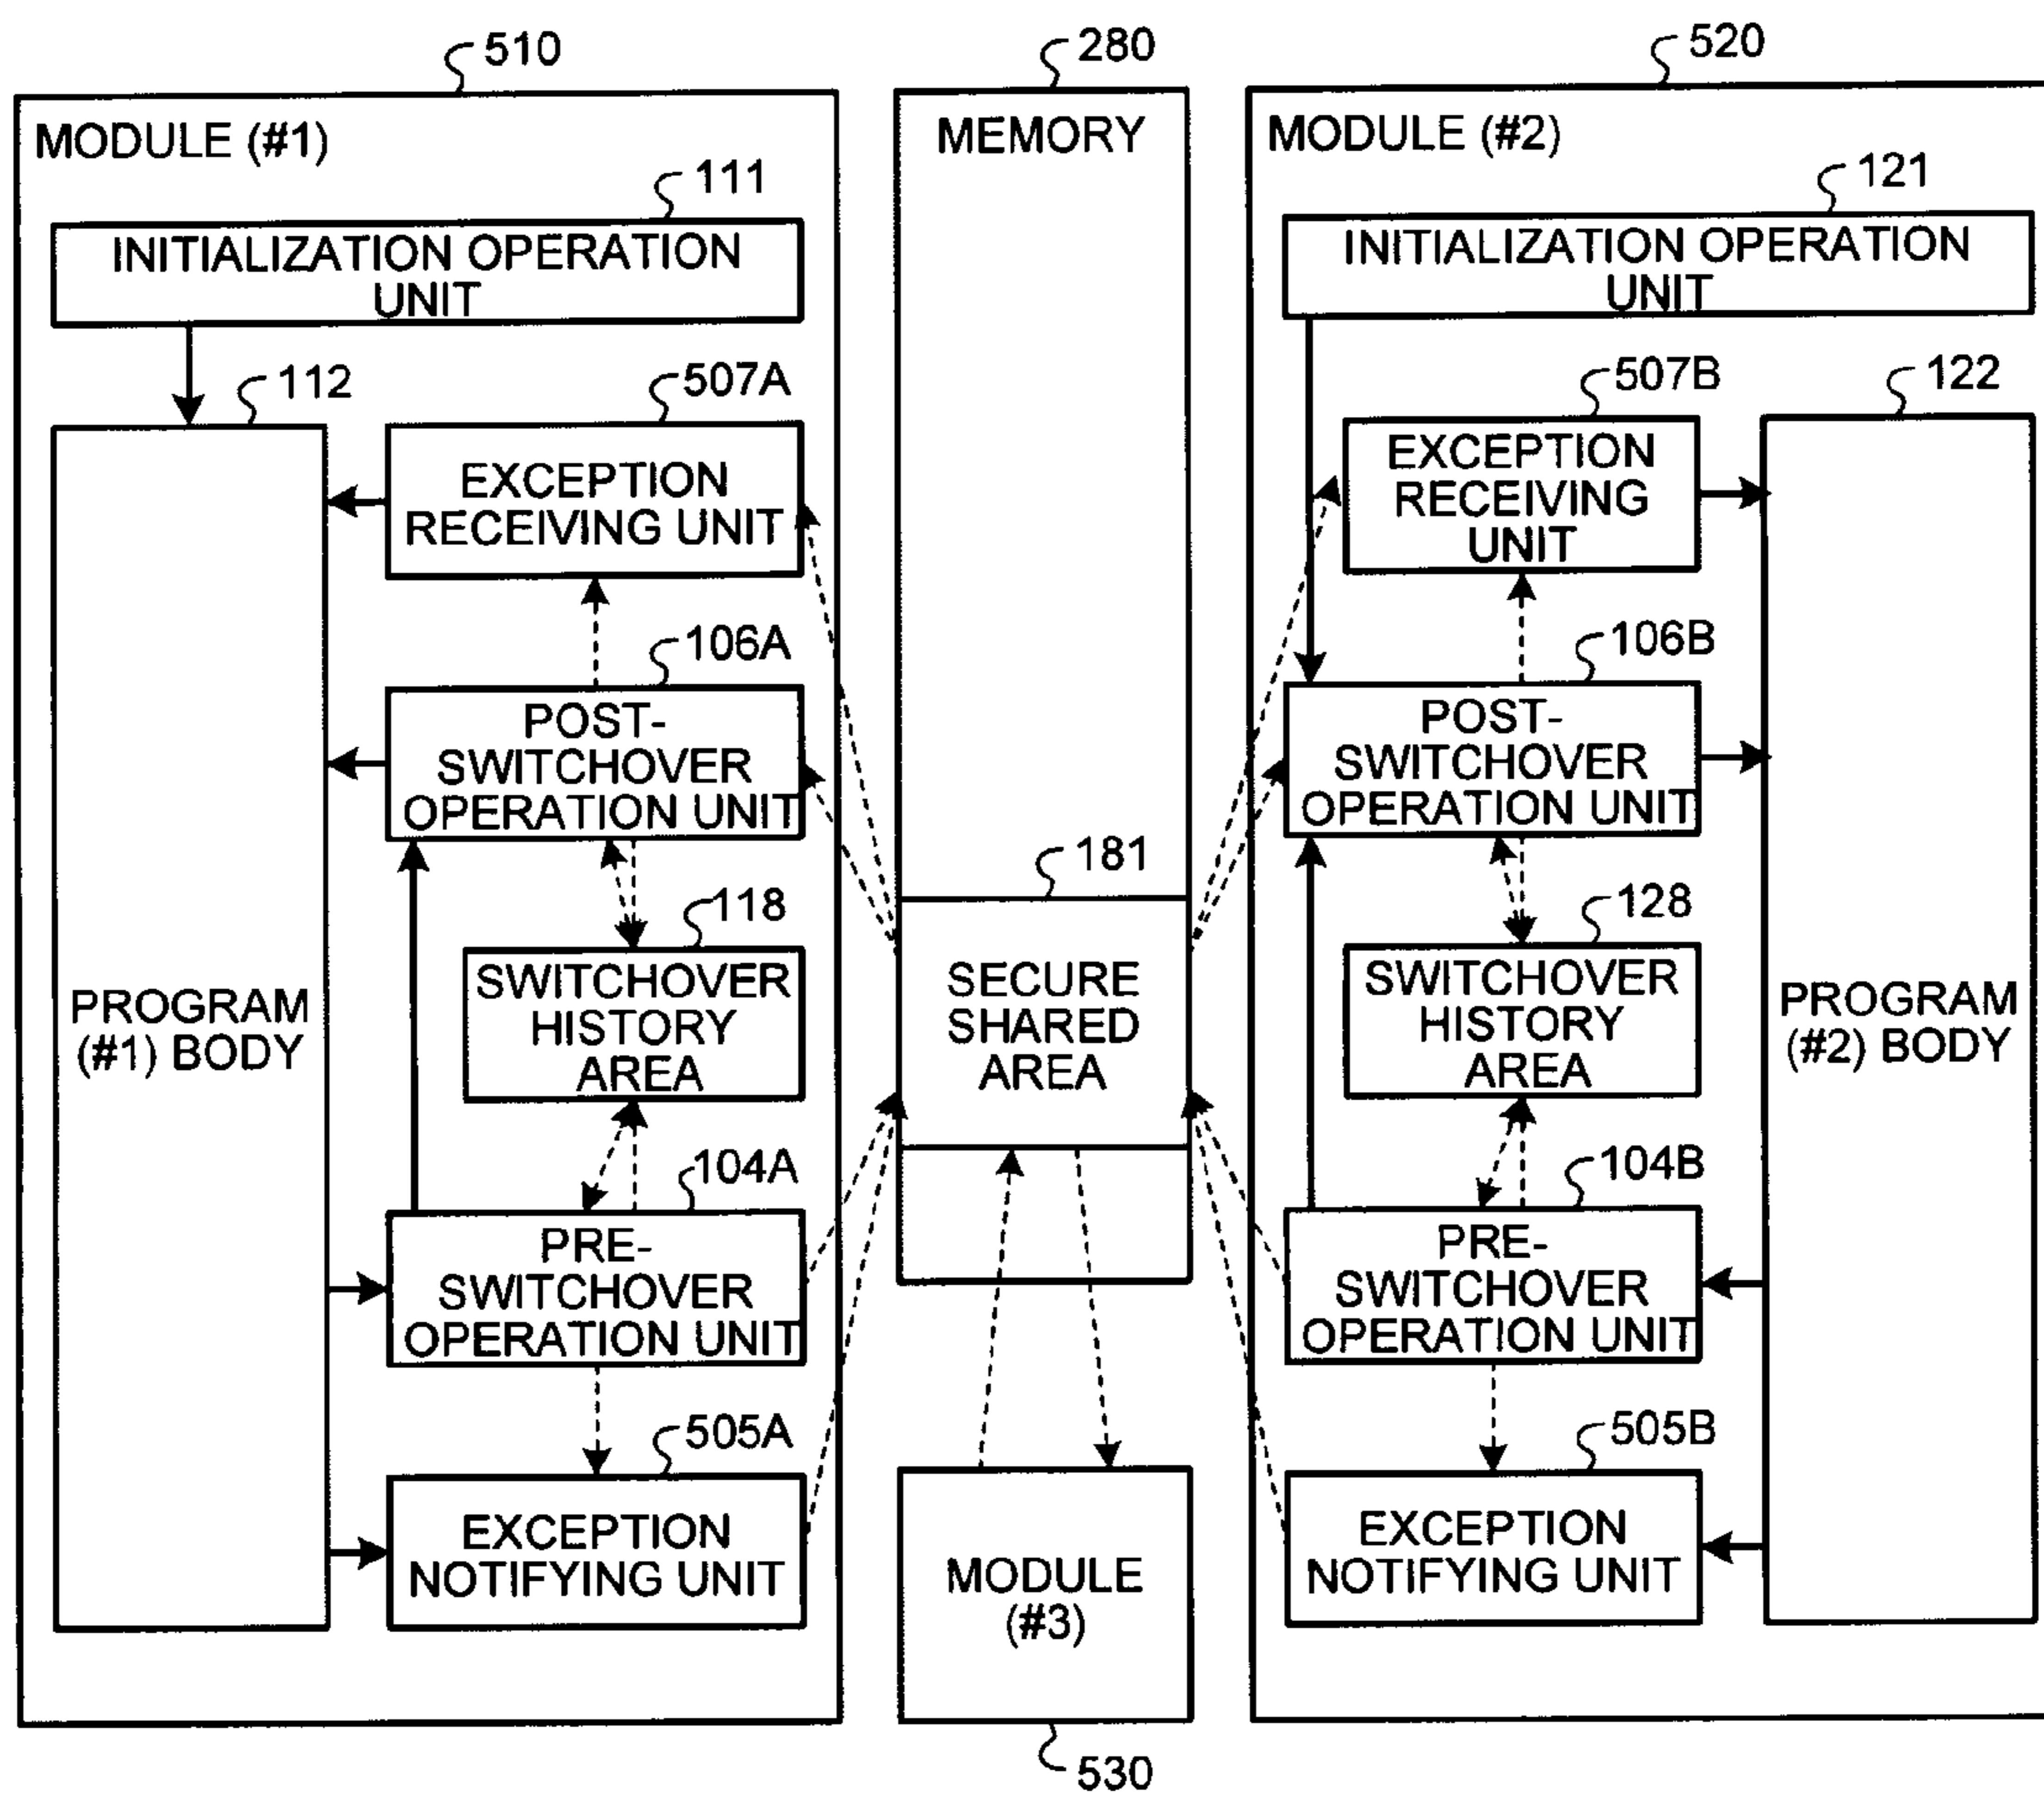 510
280
520
MODULE (#1)
MEMORY
MODULE (#2)
111
121
INITIALIZATION OPERATION
UNIT
INITIALIZATION OPERATION
UNIT
112
507A
507B
122
EXCEPTION
RECEIVING UNIT
EXCEPTION
RECEIVING
UNIT
106A
106B
POST-
SWITCHOVER
OPERATION UNIT
POST-
SWITCHOVER
OPERATION UNIT
181
118
128
PROGRAM
(#1) BODY
SWITCHOVER
HISTORY
AREA
SECURE
SHARED
AREA
SWITCHOVER
HISTORY
AREA
PROGRAM
(#2) BODY
104A
104B
PRE-
SWITCHOVER
OPERATION UNIT
PRE-
SWITCHOVER
OPERATION UNIT
505A
505B
EXCEPTION
NOTIFYING UNIT
MODULE
(#3)
EXCEPTION
NOTIFYING UNIT
530